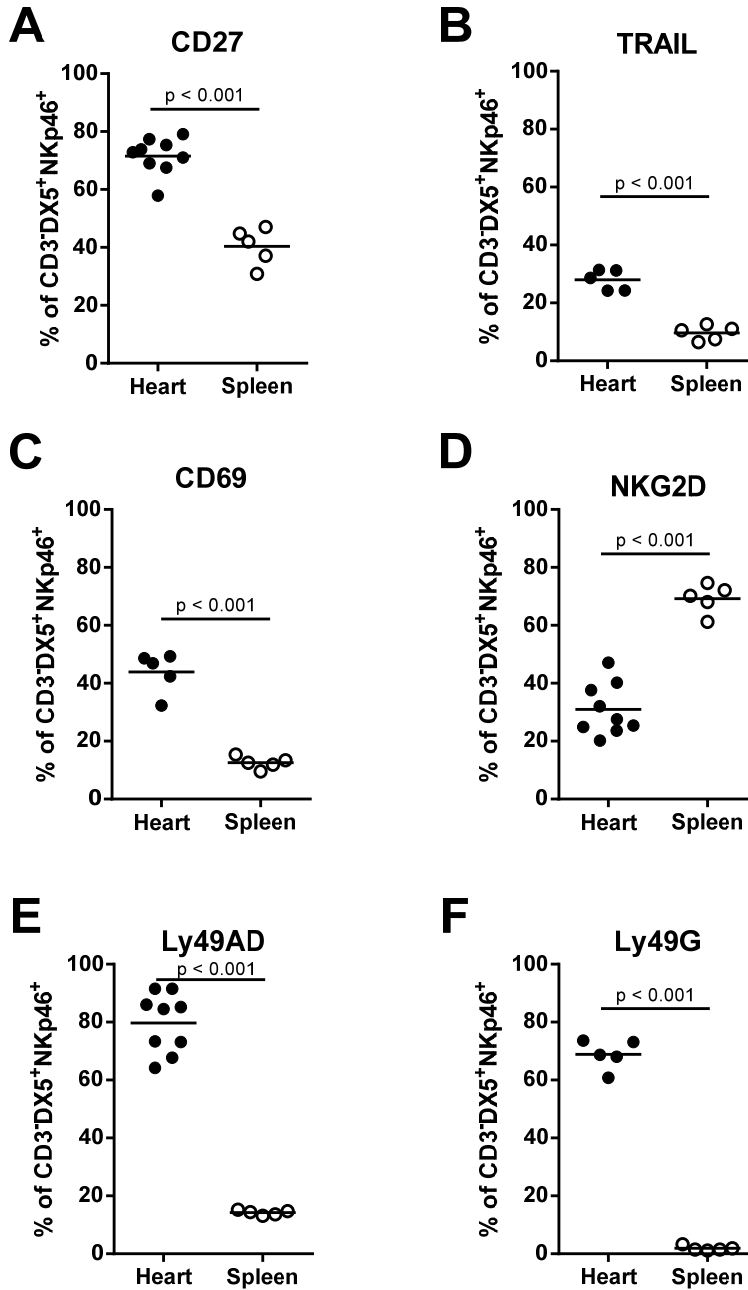 A
CD27
% of CD3⁻DX5⁺NKp46⁺
100
80
60
40
20
0
p < 0.001
Heart Spleen
B
TRAIL
% of CD3⁻DX5⁺NKp46⁺
100
80
60
40
20
0
p < 0.001
Heart Spleen
C
CD69
% of CD3⁻DX5⁺NKp46⁺
100
80
60
40
20
0
p < 0.001
Heart Spleen
D
NKG2D
% of CD3⁻DX5⁺NKp46⁺
100
80
60
40
20
0
p < 0.001
Heart Spleen
E
Ly49AD
% of CD3⁻DX5⁺NKp46⁺
100
80
60
40
20
0
p < 0.001
Heart Spleen
F
Ly49G
% of CD3⁻DX5⁺NKp46⁺
100
80
60
40
20
0
p < 0.001
Heart Spleen